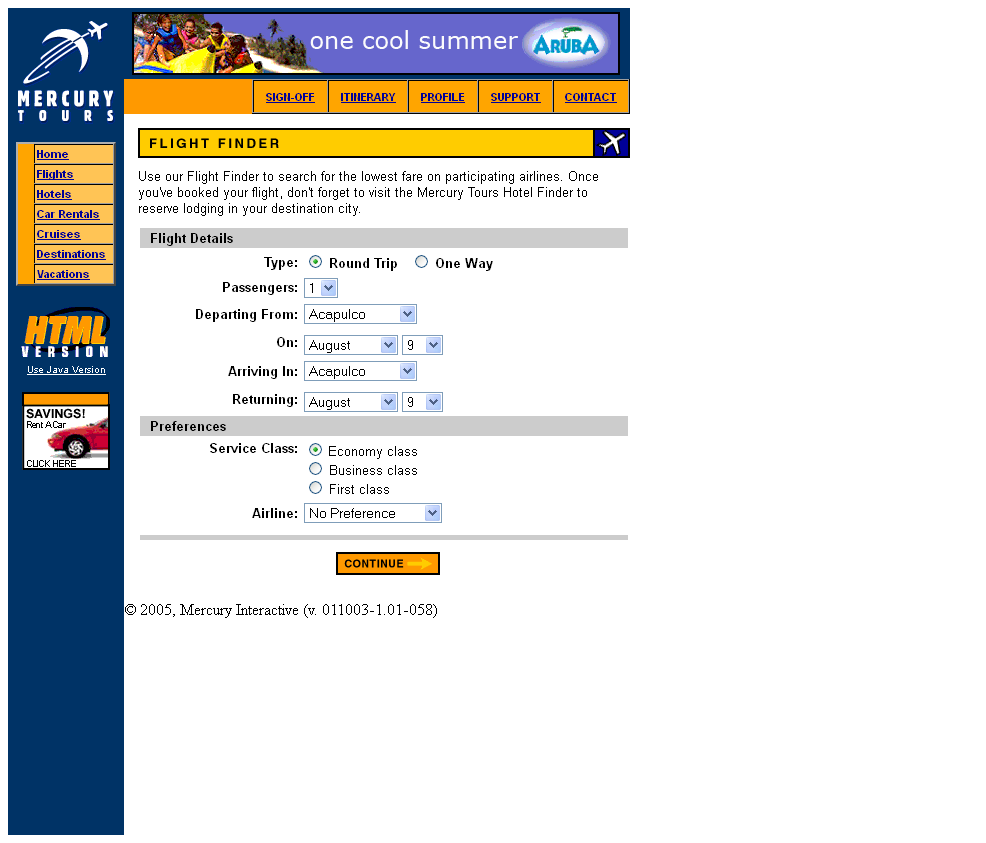 MERCURY
TOURS
one cool summer
ARUBA
SIGN-OFF ITINERARY PROFILE SUPPORT CONTACT
Home
Flights
Hotels
Car Rentals
Cruises
Destinations
Vacations
HTML
VERSION
Use Java Version
SAVINGS!
Rent A Car
CLICK HERE
FLIGHT FINDER
Use our Flight Finder to search for the lowest fare on participating airlines. Once
you've booked your flight, don't forget to visit the Mercury Tours Hotel Finder to
reserve lodging in your destination city.
Flight Details
Type: Round Trip One Way
Passengers: 1
Departing From: Acapulco
On: August 9
Arriving In: Acapulco
Returning: August 9
Preferences
Service Class: Economy class
Business class
First class
Airline: No Preference
CONTINUE
© 2005, Mercury Interactive (v. 011003-1.01-058)